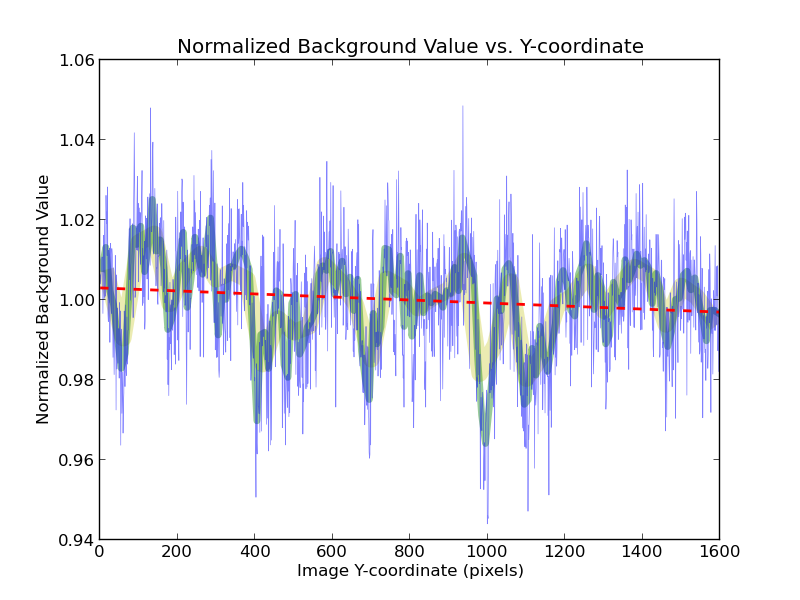 Normalized Background Value vs. Y-coordinate
1.06
1.04
1.02
1.00
0.98
0.96
0.94
Normalized Background Value
0 200 400 600 800 1000 1200 1400 1600
Image Y-coordinate (pixels)